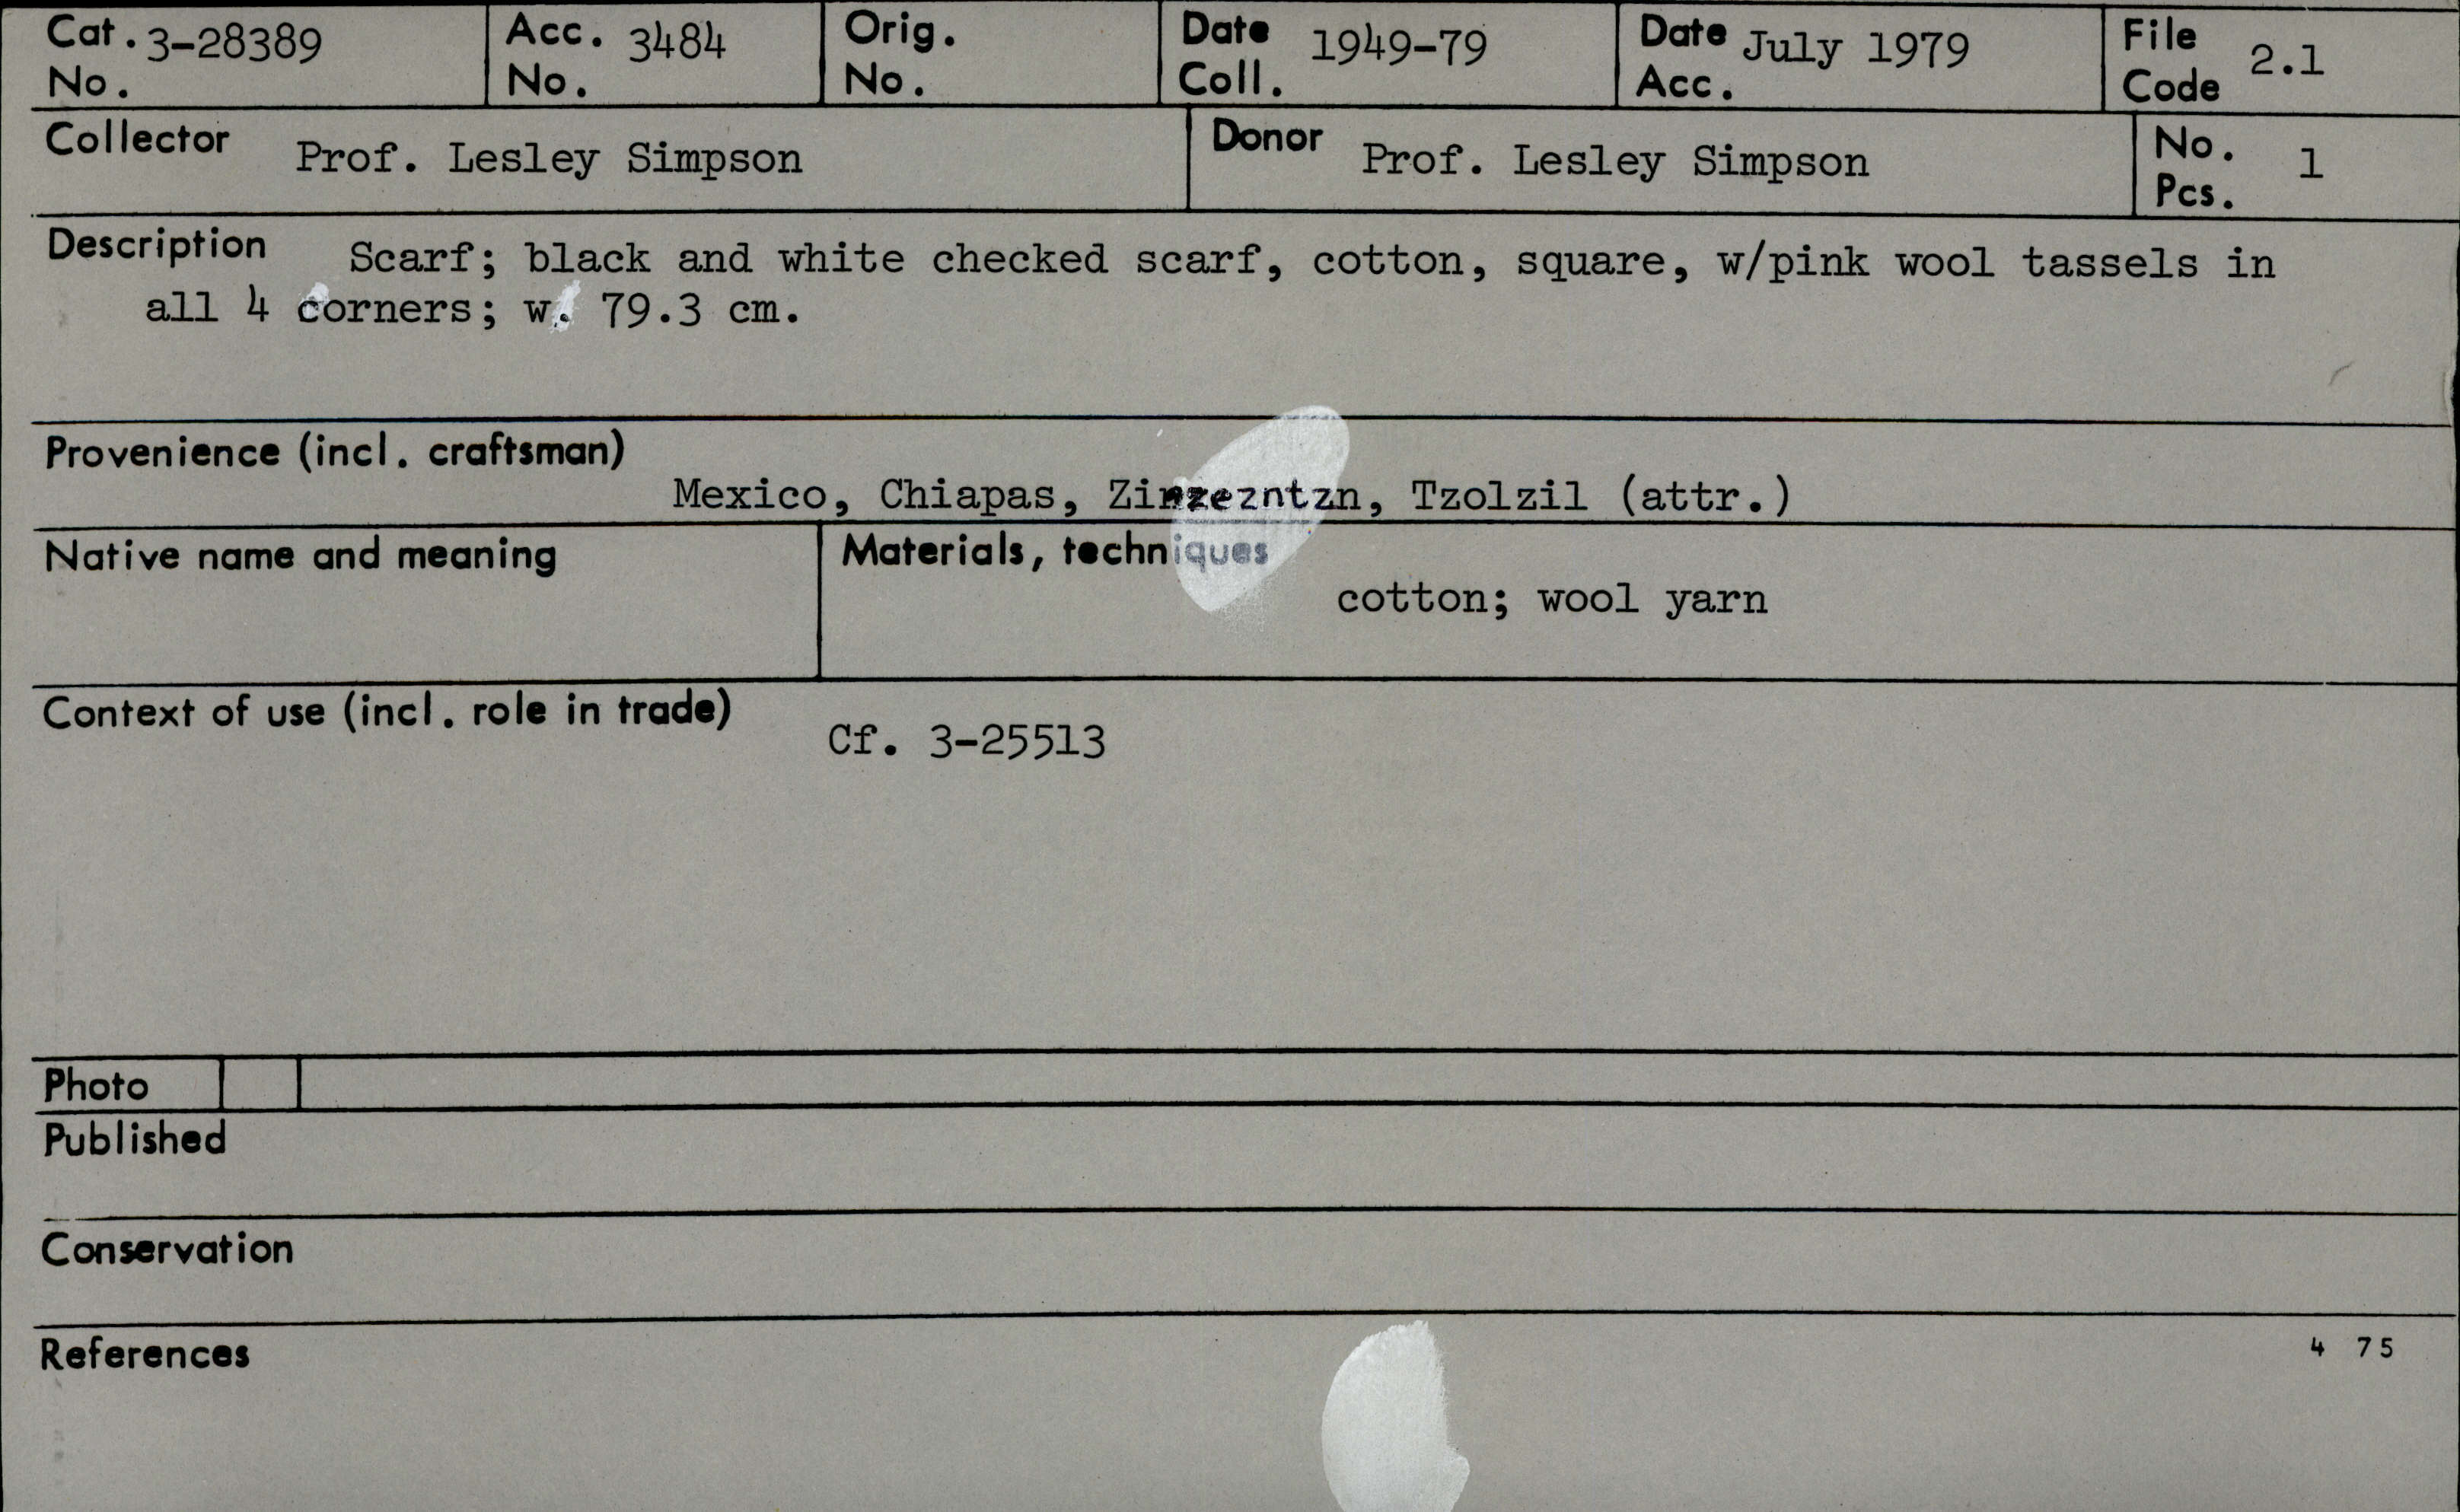 Cat. No. 3-28389 Acc. No. 3484 Orig. No. Date Coll. 1949-79 Date Acc. July 1979 File Code 2.1
Collector Prof. Lesley Simpson Donor Prof. Lesley Simpson No. Pcs. 1
Description Scarf; black and white checked scarf, cotton, square, w/pink wool tassels in
all 4 corners; w. 79.3 cm.
Provenience (incl. craftsman)
Mexico, Chiapas, Zinzezntzn, Tzolzil (attr.)
Native name and meaning Materials, techniques
cotton; wool yarn
Context of use (incl. role in trade)
Cf. 3-25513
Photo
Published
Conservation
References 4 75